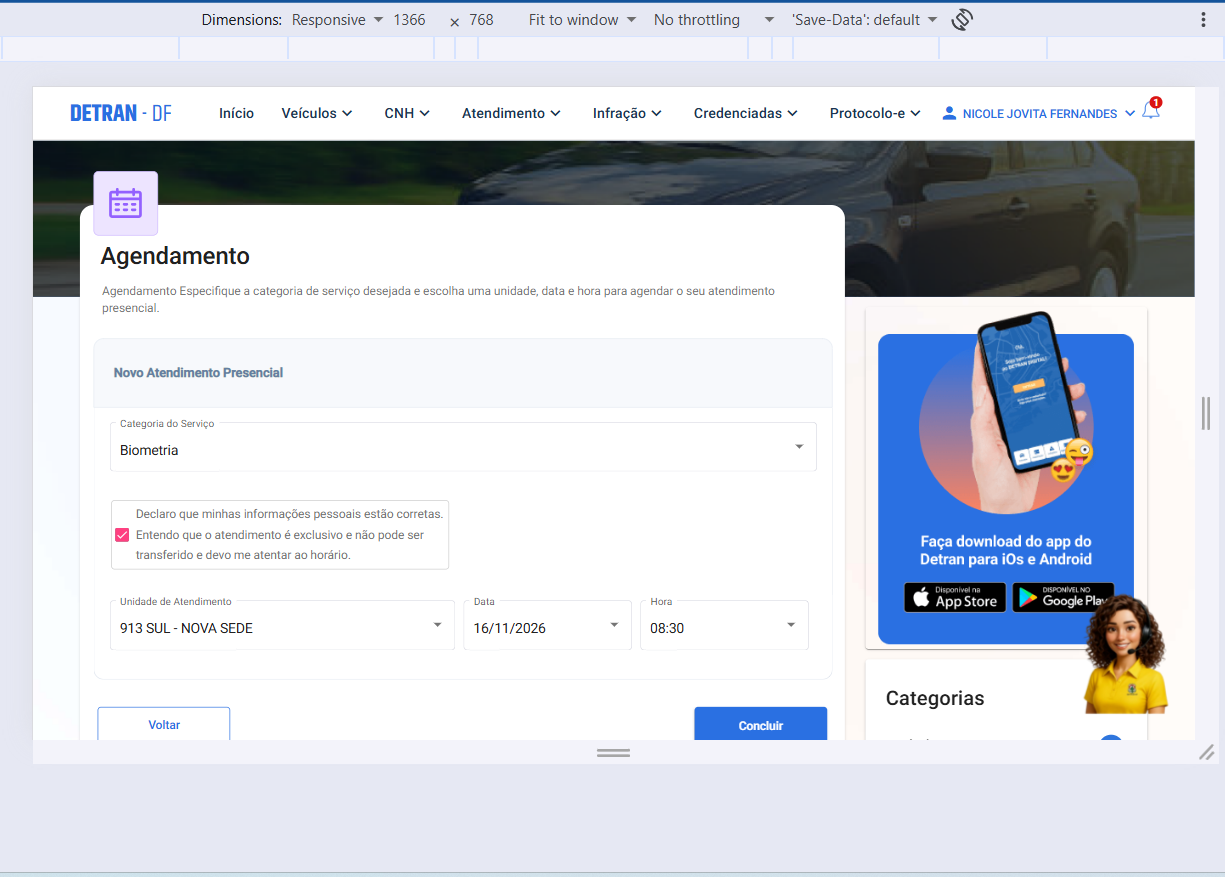 Dimensions: Responsive 1366 × 768 Fit to window No throttling 'Save-Data': default
DETRAN - DF Início Veículos CNH Atendimento Infração Credenciadas Protocolo-e NICOLE JOVITA FERNANDES 1
Agendamento
Agendamento Especifique a categoria de serviço desejada e escolha uma unidade, data e hora para agendar o seu atendimento
presencial.
Novo Atendimento Presencial
Categoria do Serviço
Biometria
Declaro que minhas informações pessoais estão corretas.
Entendo que o atendimento é exclusivo e não pode ser
transferido e devo me atentar ao horário.
Unidade de Atendimento
913 SUL - NOVA SEDE
Data
16/11/2026
Hora
08:30
Voltar
Concluir
Faça download do app do
Detran para iOs e Android
Disponível na
App Store
DISPONÍVEL NO
Google Play
Categorias